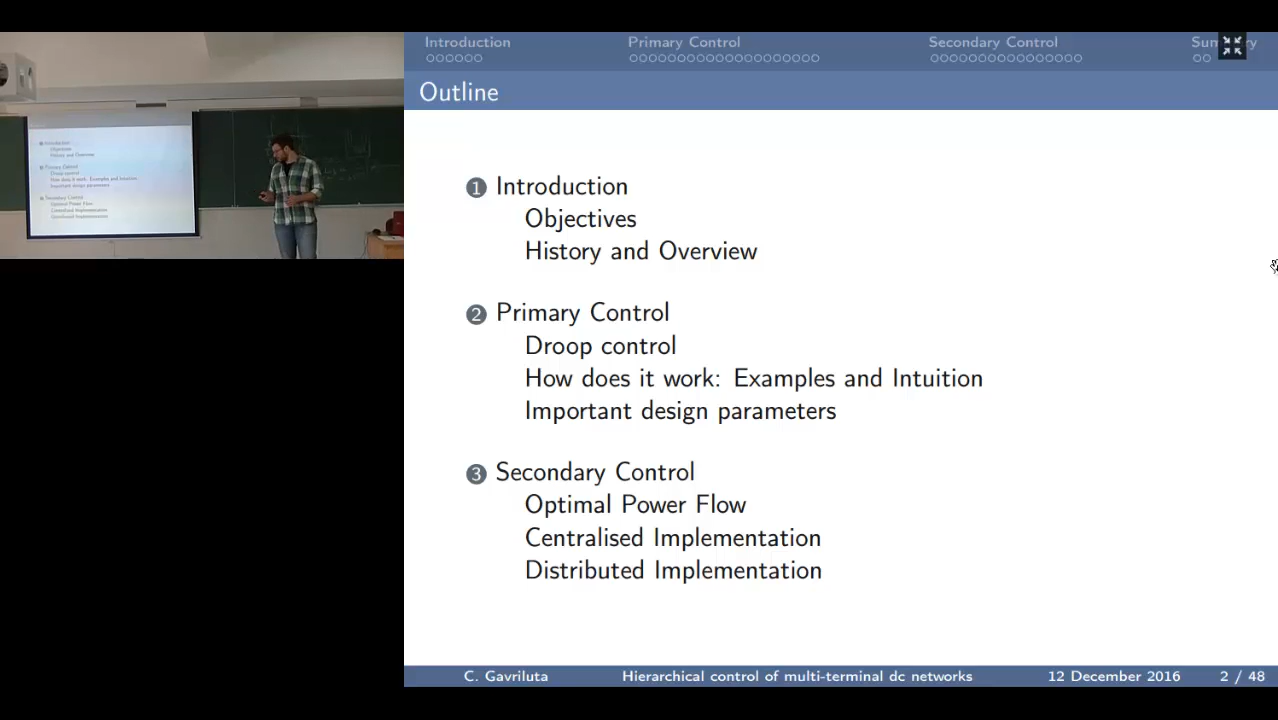 Introduction Primary Control Secondary Control
Outline
1 Introduction
Objectives
History and Overview
2 Primary Control
Droop control
How does it work: Examples and Intuition
Important design parameters
3 Secondary Control
Optimal Power Flow
Centralised Implementation
Distributed Implementation
C. Gavriluta Hierarchical control of multi-terminal dc networks 12 December 2016 2 / 48